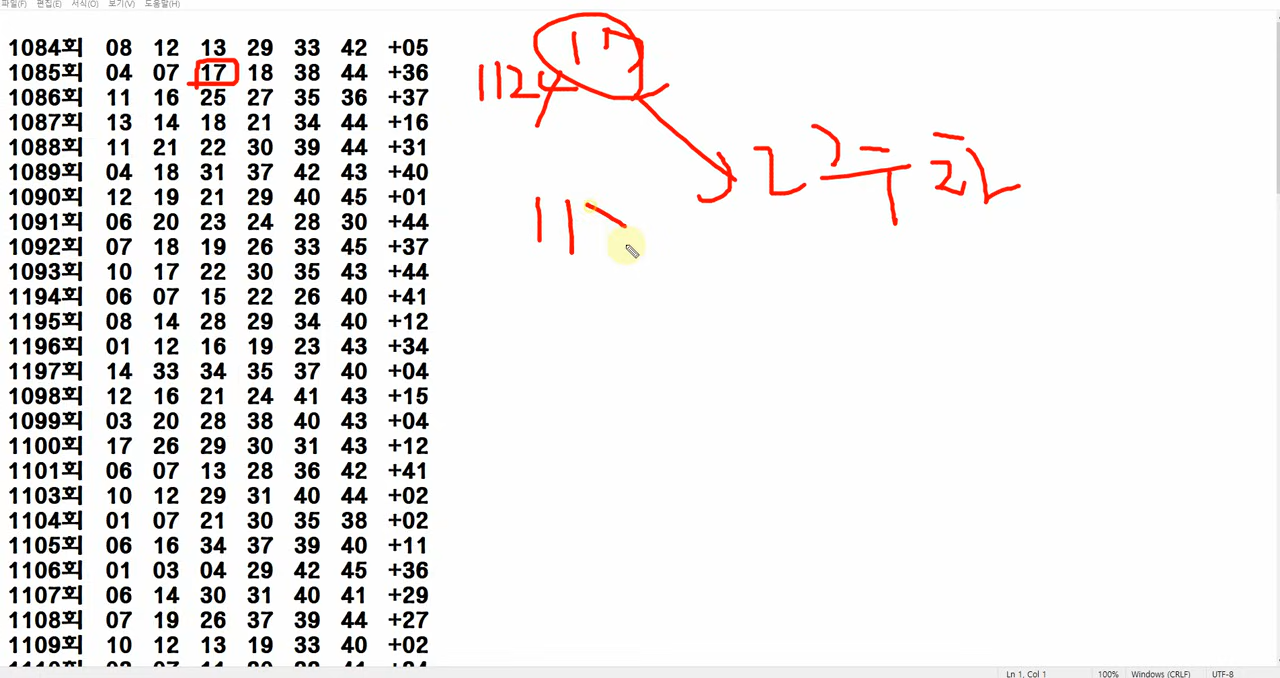 파일(F) 편집(E) 서식(O) 보기(V) 도움말(H)
1084회 08 12 13 29 33 42 +05
1085회 04 07 17 18 38 44 +36
1086회 11 16 25 27 35 36 +37
1087회 13 14 18 21 34 44 +16
1088회 11 21 22 30 39 44 +31
1089회 04 18 31 37 42 43 +40
1090회 12 19 21 29 40 45 +01
1091회 06 20 23 24 28 30 +44
1092회 07 18 19 26 33 45 +37
1093회 10 17 22 30 35 43 +44
1194회 06 07 15 22 26 40 +41
1195회 08 14 28 29 34 40 +12
1196회 01 12 16 19 23 43 +34
1197회 14 33 34 35 37 40 +04
1098회 12 16 21 24 41 43 +15
1099회 03 20 28 38 40 43 +04
1100회 17 26 29 30 31 43 +12
1101회 06 07 13 28 36 42 +41
1103회 10 12 29 31 40 44 +02
1104회 01 07 21 30 35 38 +02
1105회 06 16 34 37 39 40 +11
1106회 01 03 04 29 42 45 +36
1107회 06 14 30 31 40 41 +29
1108회 07 19 26 37 39 44 +27
1109회 10 12 13 19 33 40 +02
17
1124
11
Ln 1, Col 1 100% Windows (CRLF) UTF-8